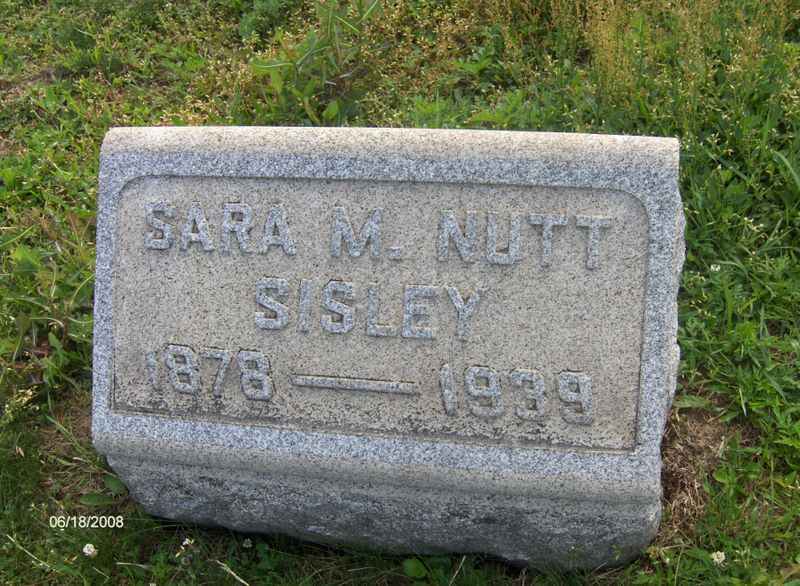 SARA M. NUTT
SISLEY
1878 — 1939
06/18/2008